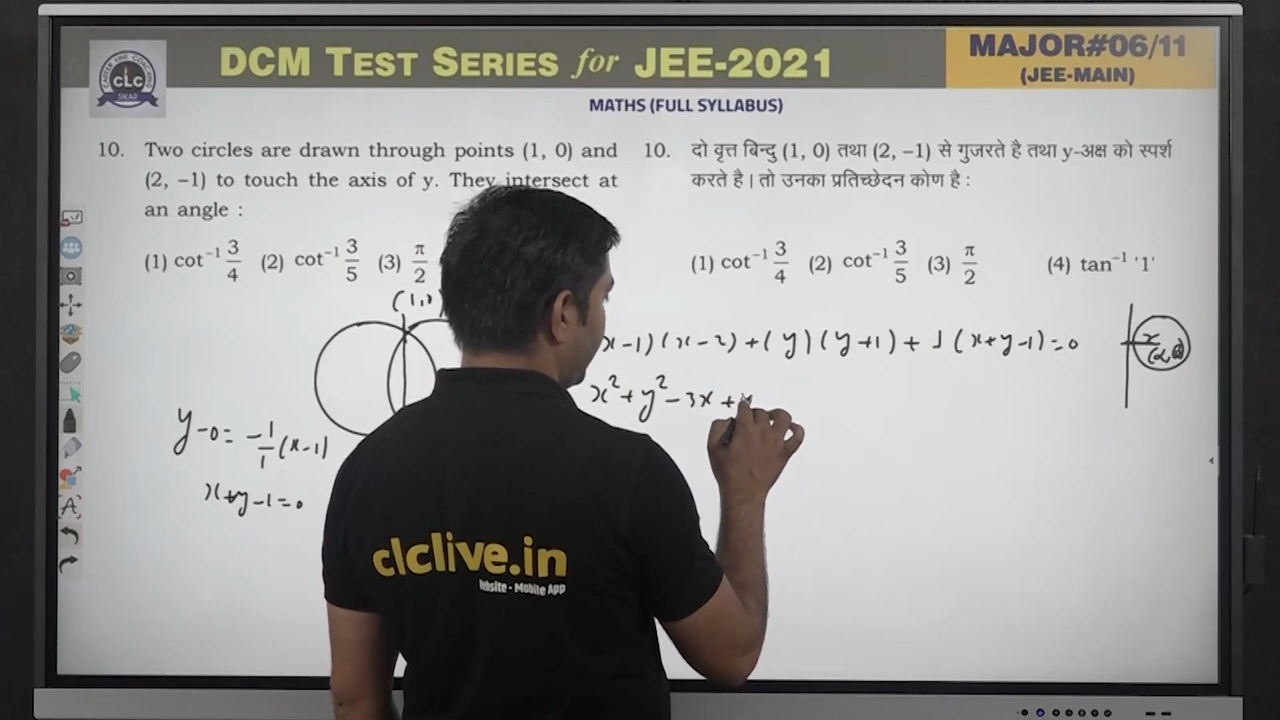 DCM TEST SERIES for JEE-2021
MAJOR#06/11
(JEE-MAIN)
CAREER LINE COACHING
CLC
SIKAR
MATHS (FULL SYLLABUS)
10. Two circles are drawn through points (1, 0) and
(2, –1) to touch the axis of y. They intersect at
an angle :
(1) cot⁻¹ 3/4 (2) cot⁻¹ 3/5 (3) π/2
10. दो वृत्त बिन्दु (1, 0) तथा (2, –1) से गुजरते है तथा y-अक्ष को स्पर्श
करते है। तो उनका प्रतिच्छेदन कोण है :
(1) cot⁻¹ 3/4 (2) cot⁻¹ 3/5 (3) π/2 (4) tan⁻¹ '1'
(1,
y-0 = -1/1 (x-1)
x+y-1=0
x-1)(x-2)+(y)(y+1)+λ(x+y-1)=0
x²+y²-3x+
clclive.in
Website - Mobile App